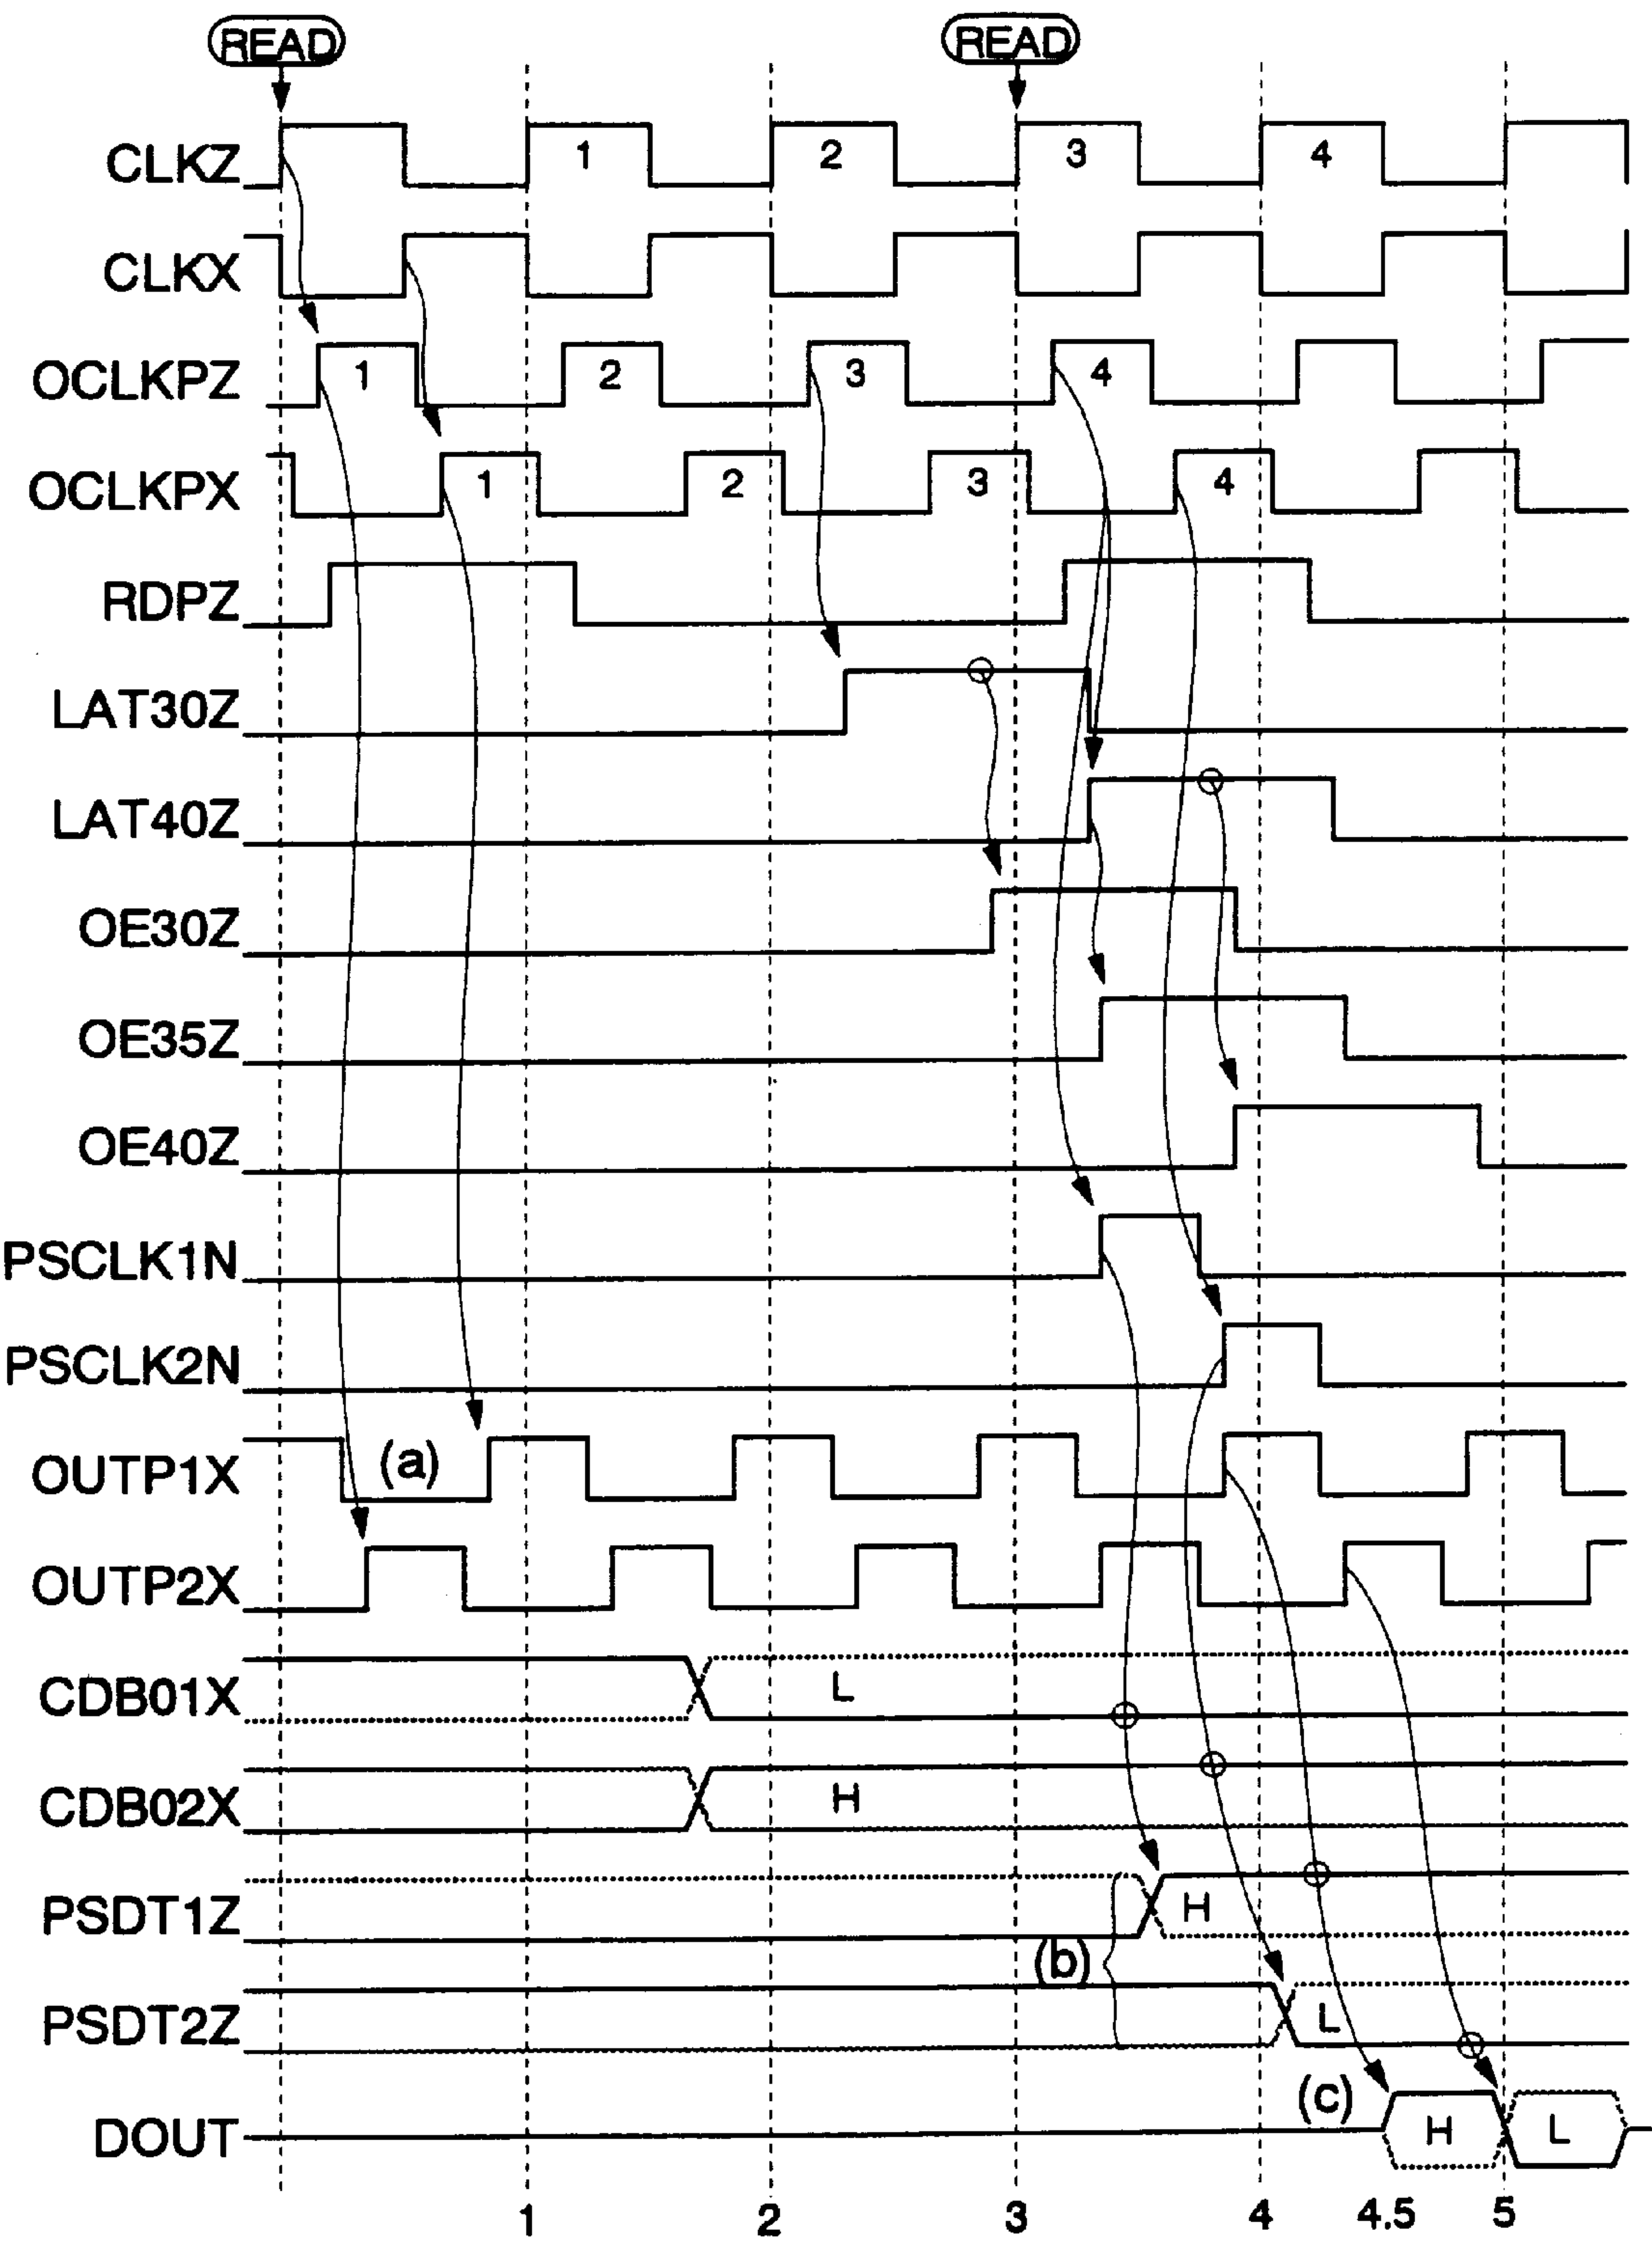 READ READ
CLKZ 1 2 3 4
CLKX
OCLKPZ 1 2 3 4
OCLKPX 1 2 3 4
RDPZ
LAT30Z
LAT40Z
OE30Z
OE35Z
OE40Z
PSCLK1N
PSCLK2N
OUTP1X (a)
OUTP2X
CDB01X L
CDB02X H
PSDT1Z H
(b)
PSDT2Z L
(c)
DOUT H L
1 2 3 4 4.5 5